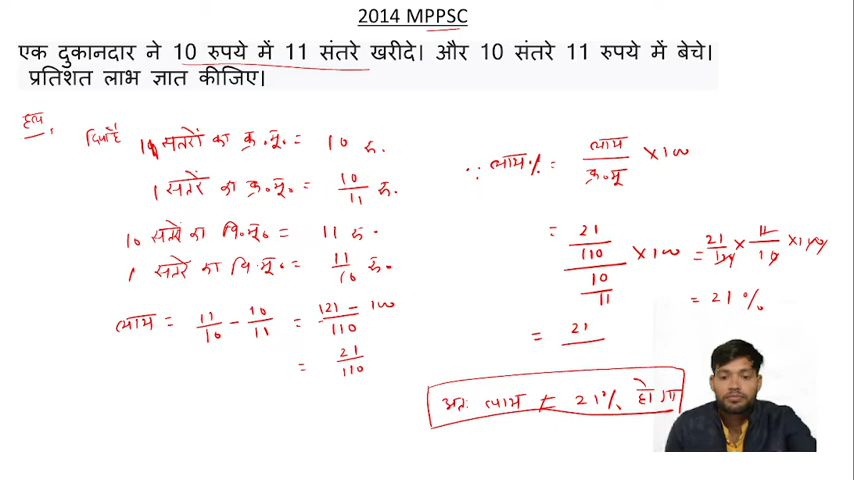 2014 MPPSC
एक दुकानदार ने 10 रुपये में 11 संतरे खरीदे। और 10 संतरे 11 रुपये में बेचे।
प्रतिशत लाभ ज्ञात कीजिए।
हल,
दिया है 11 संतरों का क्र.मू. = 10 रु.
1 संतरे का क्र.मू. = 10/11 रु.
10 संतरे का वि.मू. = 11 रु.
1 संतरे का वि.मू. = 11/10 रु.
लाभ = 11/10 - 10/11 = 121 - 100/110
= 21/110
∵ लाभ% = लाभ/क्र.मू × 100
= 21/110 / 10/11 × 100 = 21/110 × 11/10 × 100
= 21%
= 21
अतः लाभ = 21% होगा